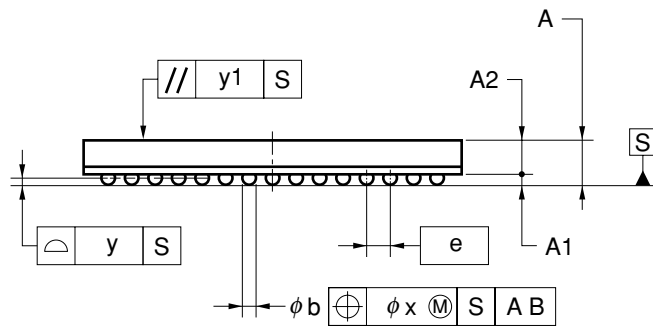 A
// y1 S
A2
S
⌓ y S
e
A1
φb ⌖ φx Ⓜ S A B